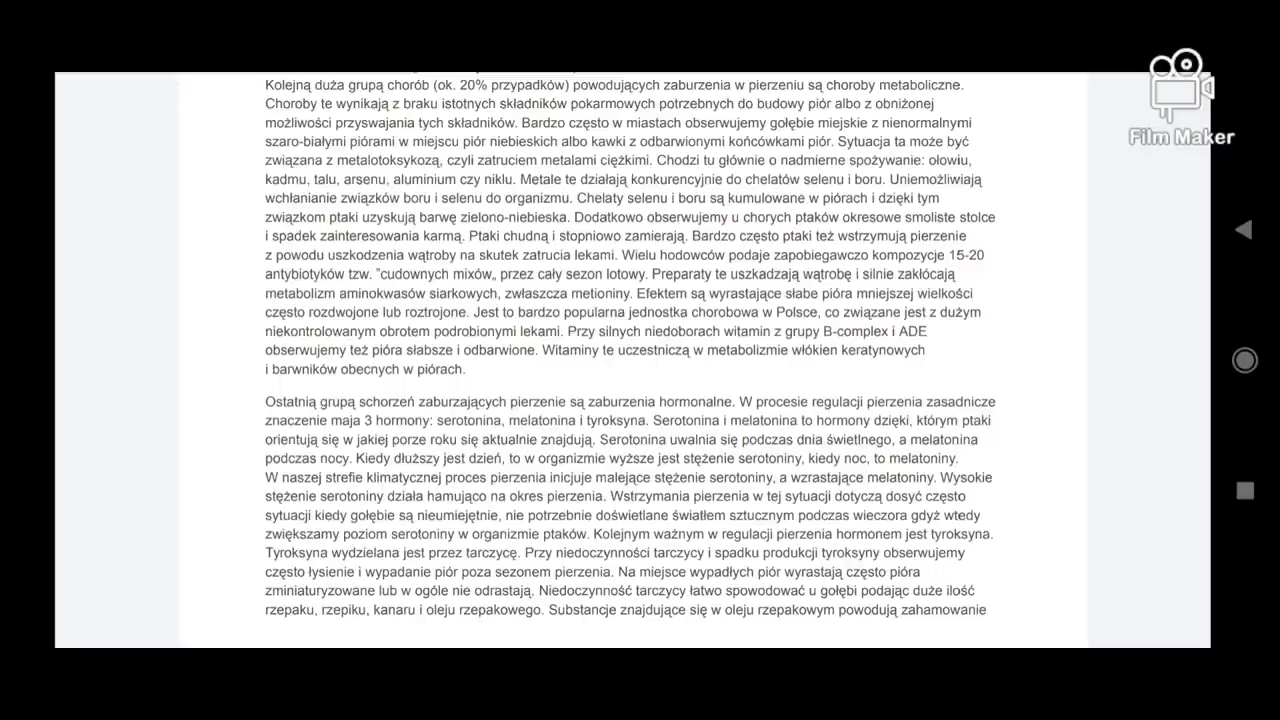 Kolejną duża grupą chorób (ok. 20% przypadków) powodujących zaburzenia w pierzeniu są choroby metaboliczne.
Choroby te wynikają z braku istotnych składników pokarmowych potrzebnych do budowy piór albo z obniżonej
możliwości przyswajania tych składników. Bardzo często w miastach obserwujemy gołębie miejskie z nienormalnymi
szaro-białymi piórami w miejscu piór niebieskich albo kawki z odbarwionymi końcówkami piór. Sytuacja ta może być
związana z metalotoksykozą, czyli zatruciem metalami ciężkimi. Chodzi tu głównie o nadmierne spożywanie: ołowiu,
kadmu, talu, arsenu, aluminium czy niklu. Metale te działają konkurencyjnie do chelatów selenu i boru. Uniemożliwiają
wchłanianie związków boru i selenu do organizmu. Chelaty selenu i boru są kumulowane w piórach i dzięki tym
związkom ptaki uzyskują barwę zielono-niebieska. Dodatkowo obserwujemy u chorych ptaków okresowe smoliste stolce
i spadek zainteresowania karmą. Ptaki chudną i stopniowo zamierają. Bardzo często ptaki też wstrzymują pierzenie
z powodu uszkodzenia wątroby na skutek zatrucia lekami. Wielu hodowców podaje zapobiegawczo kompozycje 15-20
antybiotyków tzw. "cudownych mixów„ przez cały sezon lotowy. Preparaty te uszkadzają wątrobę i silnie zakłócają
metabolizm aminokwasów siarkowych, zwłaszcza metioniny. Efektem są wyrastające słabe pióra mniejszej wielkości
często rozdwojone lub roztrojone. Jest to bardzo popularna jednostka chorobowa w Polsce, co związane jest z dużym
niekontrolowanym obrotem podrobionymi lekami. Przy silnych niedoborach witamin z grupy B-complex i ADE
obserwujemy też pióra słabsze i odbarwione. Witaminy te uczestniczą w metabolizmie włókien keratynowych
i barwników obecnych w piórach.
Ostatnią grupą schorzeń zaburzających pierzenie są zaburzenia hormonalne. W procesie regulacji pierzenia zasadnicze
znaczenie maja 3 hormony: serotonina, melatonina i tyroksyna. Serotonina i melatonina to hormony dzięki, którym ptaki
orientują się w jakiej porze roku się aktualnie znajdują. Serotonina uwalnia się podczas dnia świetlnego, a melatonina
podczas nocy. Kiedy dłuższy jest dzień, to w organizmie wyższe jest stężenie serotoniny, kiedy noc, to melatoniny.
W naszej strefie klimatycznej proces pierzenia inicjuje malejące stężenie serotoniny, a wzrastające melatoniny. Wysokie
stężenie serotoniny działa hamująco na okres pierzenia. Wstrzymania pierzenia w tej sytuacji dotyczą dosyć często
sytuacji kiedy gołębie są nieumiejętnie, nie potrzebnie doświetlane światłem sztucznym podczas wieczora gdyż wtedy
zwiększamy poziom serotoniny w organizmie ptaków. Kolejnym ważnym w regulacji pierzenia hormonem jest tyroksyna.
Tyroksyna wydzielana jest przez tarczycę. Przy niedoczynności tarczycy i spadku produkcji tyroksyny obserwujemy
często łysienie i wypadanie piór poza sezonem pierzenia. Na miejsce wypadłych piór wyrastają często pióra
zminiaturyzowane lub w ogóle nie odrastają. Niedoczynność tarczycy łatwo spowodować u gołębi podając duże ilość
rzepaku, rzepiku, kanaru i oleju rzepakowego. Substancje znajdujące się w oleju rzepakowym powodują zahamowanie
Film Maker